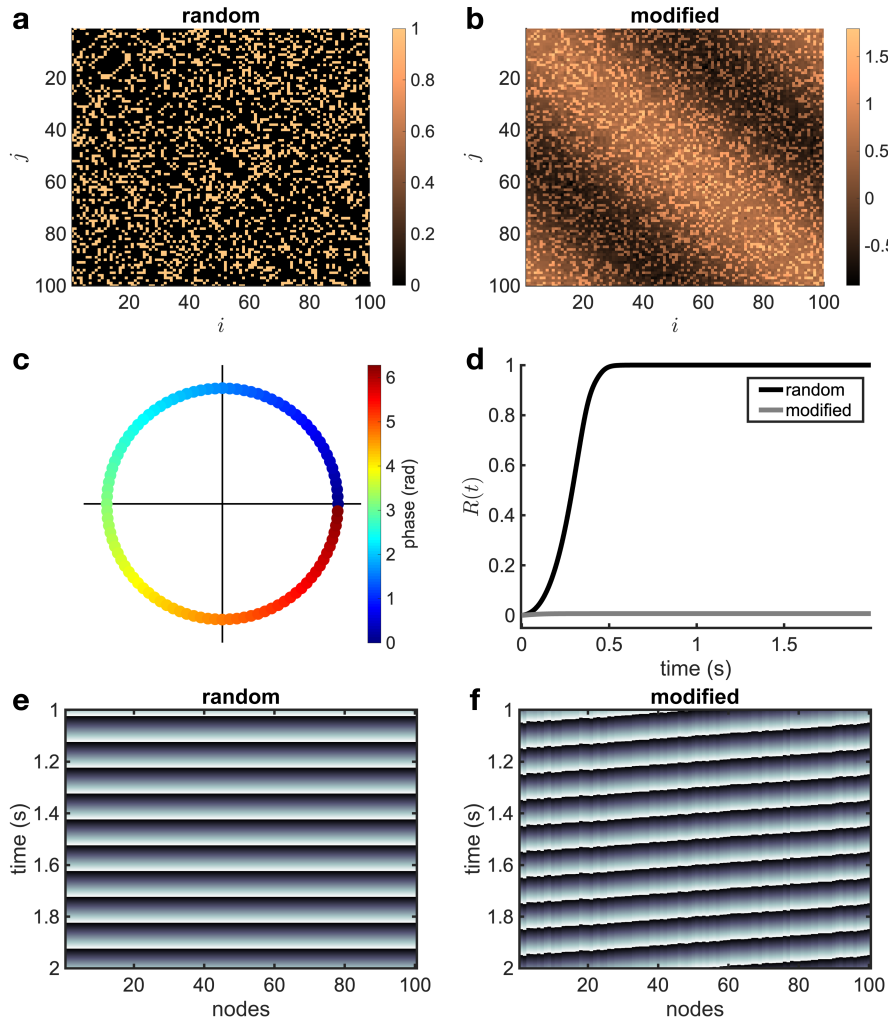 a
random
1
0.8
0.6
0.4
0.2
0
20
40
60
80
100
j
20 40 60 80 100
i
b
modified
1.5
1
0.5
0
-0.5
20
40
60
80
100
j
20 40 60 80 100
i
c
6
5
4
3
2
1
0
phase (rad)
d
1
0.8
0.6
0.4
0.2
0
R(t)
random
modified
0 0.5 1 1.5
time (s)
e
random
1
1.2
1.4
1.6
1.8
2
time (s)
0 20 40 60 80 100
nodes
f
modified
1
1.2
1.4
1.6
1.8
2
time (s)
0 20 40 60 80 100
nodes